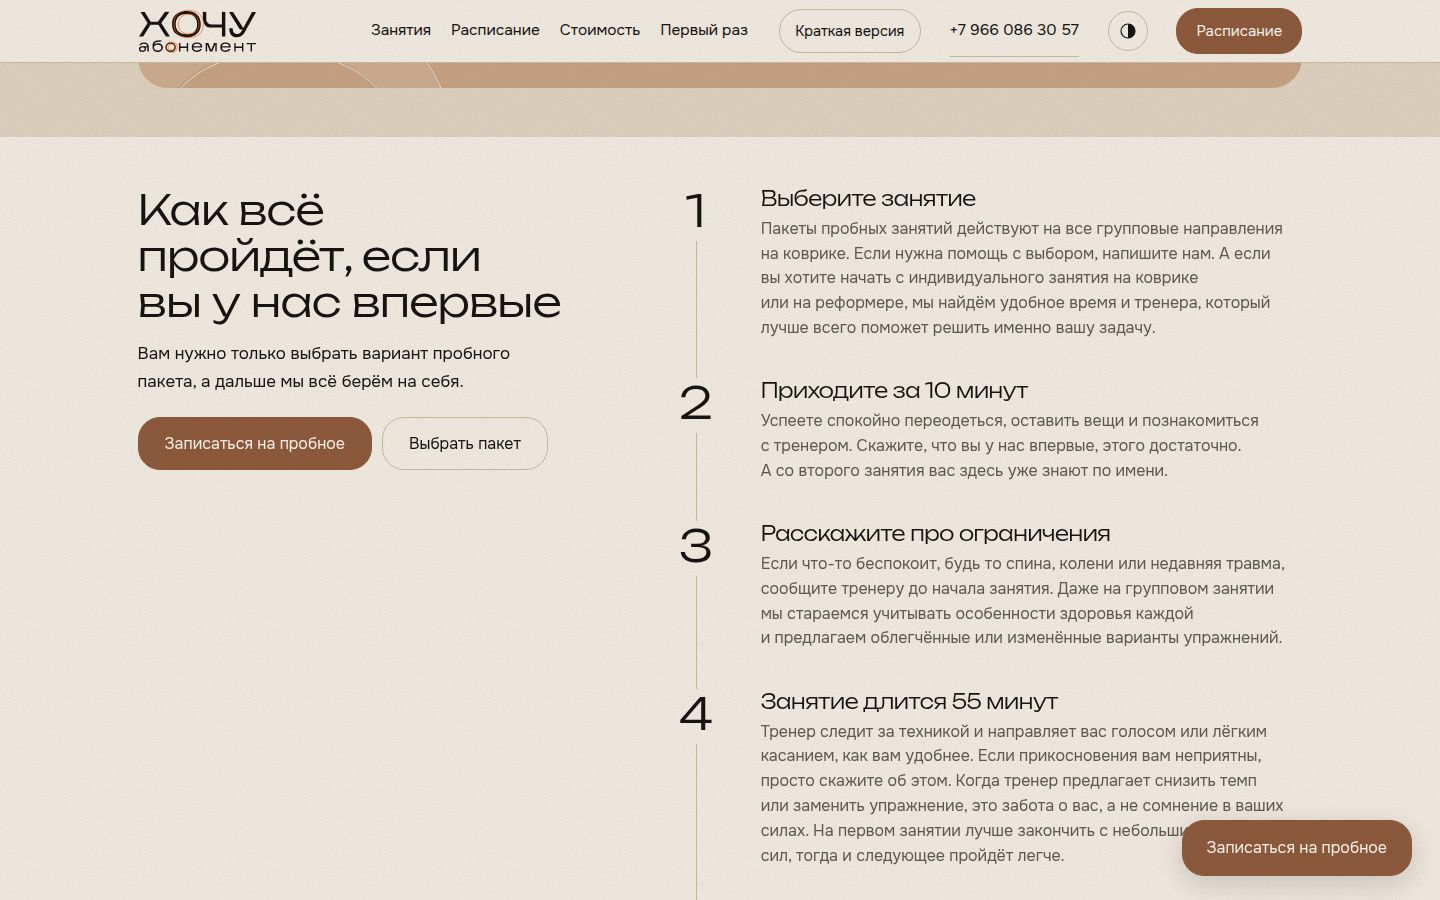 ХОЧУ
абонемент
Занятия
Расписание
Стоимость
Первый раз
Краткая версия
+7 966 086 30 57
Расписание
Как всё
пройдёт, если
вы у нас впервые
Вам нужно только выбрать вариант пробного
пакета, а дальше мы всё берём на себя.
Записаться на пробное
Выбрать пакет
1
Выберите занятие
Пакеты пробных занятий действуют на все групповые направления
на коврике. Если нужна помощь с выбором, напишите нам. А если
вы хотите начать с индивидуального занятия на коврике
или на реформере, мы найдём удобное время и тренера, который
лучше всего поможет решить именно вашу задачу.
2
Приходите за 10 минут
Успеете спокойно переодеться, оставить вещи и познакомиться
с тренером. Скажите, что вы у нас впервые, этого достаточно.
А со второго занятия вас здесь уже знают по имени.
3
Расскажите про ограничения
Если что-то беспокоит, будь то спина, колени или недавняя травма,
сообщите тренеру до начала занятия. Даже на групповом занятии
мы стараемся учитывать особенности здоровья каждой
и предлагаем облегчённые или изменённые варианты упражнений.
4
Занятие длится 55 минут
Тренер следит за техникой и направляет вас голосом или лёгким
касанием, как вам удобнее. Если прикосновения вам неприятны,
просто скажите об этом. Когда тренер предлагает снизить темп
или заменить упражнение, это забота о вас, а не сомнение в ваших
силах. На первом занятии лучше закончить с
сил, тогда и следующее пройдёт легче.
Записаться на пробное